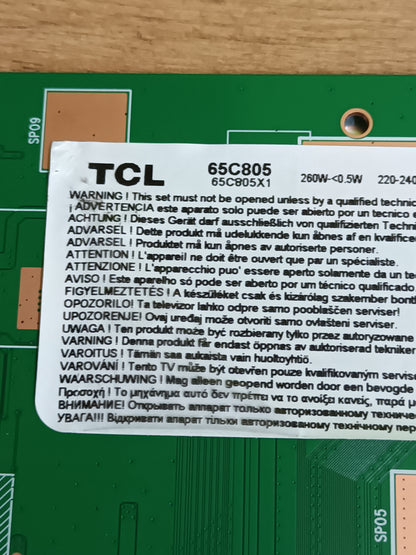 SP09
TCL
65C805
65C805X1
260W-<0.5W 220-240
WARNING ! This set must not be opened unless by a qualified technic
¡ ADVERTENCIA este aparato solo puede ser abierto por un tecnico
ACHTUNG ! Dieses Gerät darf ausschließlich von qualifizierten Technik
ADVARSEL ! Dette produkt må udelukkende kun åbnes af en kvalific
ADVARSEL ! Produktet må kun åpnes av autoriserte personer.
ATTENTION ! L'appareil ne doit être ouvert que par un spécialiste.
ATTENZIONE ! L'apparecchio puo' essere aperto solamente da un te
AVISO ! Este aparelho só pode ser aberto por um técnico qualificado.
FIGYELMEZTETÉS ! A készüléket csak és kizárólag szakember bont
OPOZORILO! Ta televizor lahko odpre samo pooblaščen serviser!
UPOZORENJE! Ovaj uređaj može otvoriti samo ovlašteni serviser.
UWAGA ! Ten produkt może być rozbierany tylko przez autoryzowane
VARNING ! Denna produkt får endast öppnas av auktoriserad tekniker
VAROITUS ! Tämän saa aukaista vain huoltoyhtiö.
VAROVÁNÍ ! Tento TV může být otevřen pouze kvalifikovaným servise
WAARSCHUWING ! Mag alleen geopend worden door een bevoegde
Προσοχή ! Το μηχάνημα αυτό δεν πρέπει να το ανοίξει κανείς, παρά μ
ВНИМАНИЕ! Открывать аппарат только авторизованному техниче
УВАГА!!! Відкривати апарат тільки авторизованому технічному пер
SP05